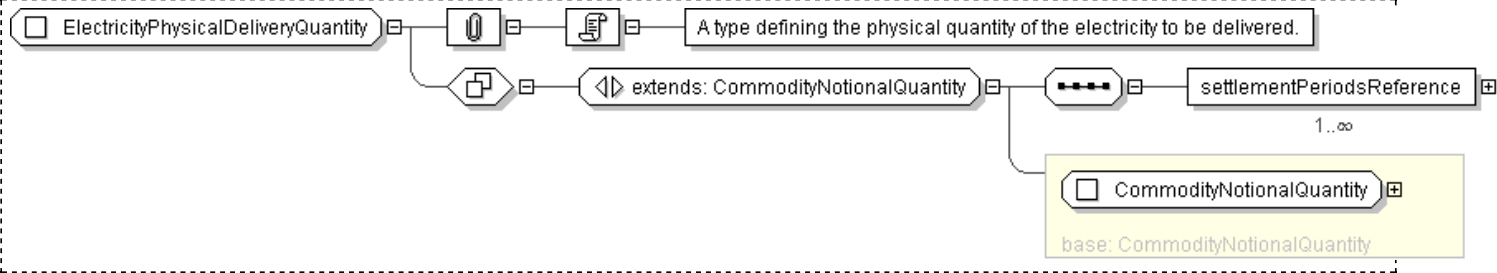 ElectricityPhysicalDeliveryQuantity
A type defining the physical quantity of the electricity to be delivered.
extends: CommodityNotionalQuantity
settlementPeriodsReference
1..∞
CommodityNotionalQuantity
base: CommodityNotionalQuantity